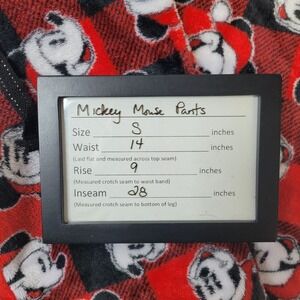 Mickey Mouse Pants
Size S inches
Waist 14 inches
(Laid flat and measured across top seam)
Rise 9 inches
(Measured crotch seam to waist band)
Inseam 28 inches
(Measured crotch seam to bottom of leg)